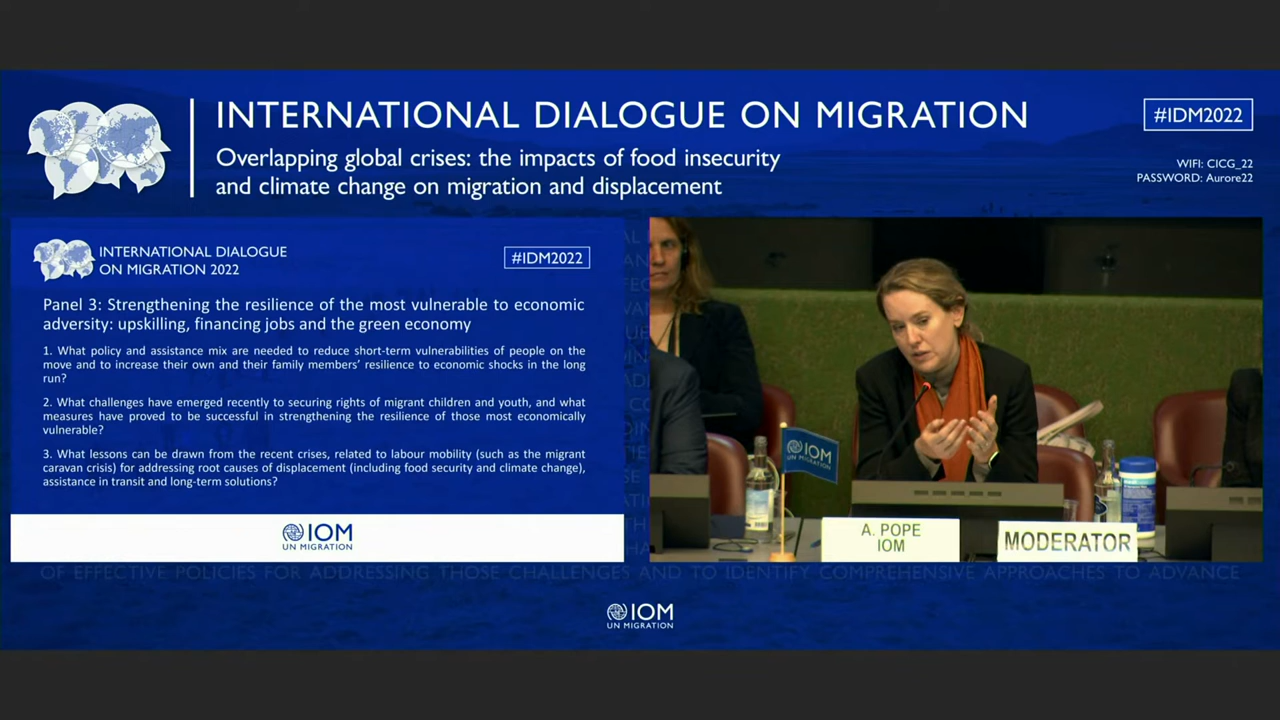 INTERNATIONAL DIALOGUE ON MIGRATION
Overlapping global crises: the impacts of food insecurity
and climate change on migration and displacement
#IDM2022
WIFI: CICG_22
PASSWORD: Aurore22
INTERNATIONAL DIALOGUE
ON MIGRATION 2022
#IDM2022
Panel 3: Strengthening the resilience of the most vulnerable to economic
adversity: upskilling, financing jobs and the green economy
1. What policy and assistance mix are needed to reduce short-term vulnerabilities of people on the
move and to increase their own and their family members’ resilience to economic shocks in the long
run?
2. What challenges have emerged recently to securing rights of migrant children and youth, and what
measures have proved to be successful in strengthening the resilience of those most economically
vulnerable?
3. What lessons can be drawn from the recent crises, related to labour mobility (such as the migrant
caravan crisis) for addressing root causes of displacement (including food security and climate change),
assistance in transit and long-term solutions?
IOM
UN MIGRATION
IOM
A. POPE
IOM
MODERATOR
OF EFFECTIVE POLICIES FOR ADDRESSING THOSE CHALLENGES AND TO IDENTIFY COMPREHENSIVE APPROACHES TO ADVANCE
IOM
UN MIGRATION